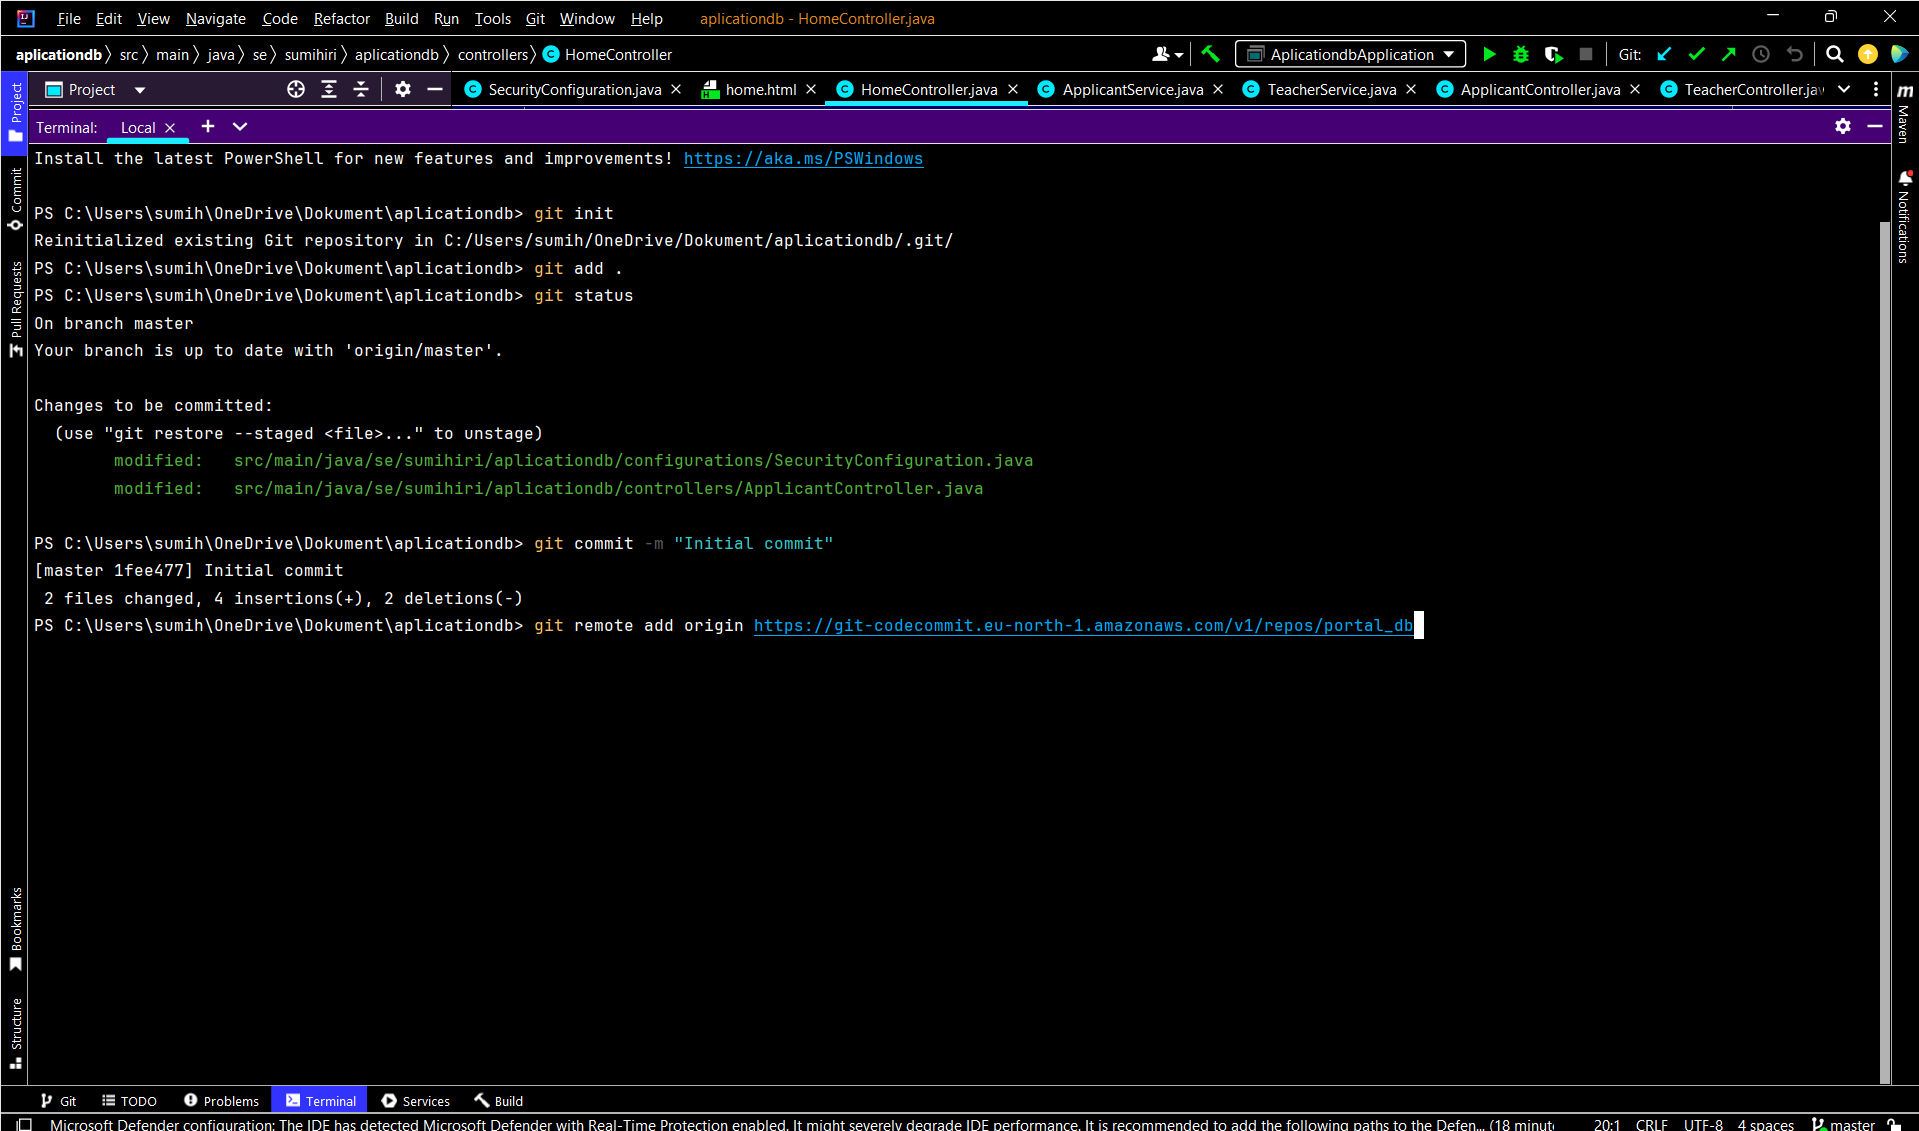 File Edit View Navigate Code Refactor Build Run Tools Git Window Help aplicationdb - HomeController.java
aplicationdb src main java se sumihiri aplicationdb controllers HomeController AplicationdbApplication Git:
Project SecurityConfiguration.java home.html HomeController.java ApplicantService.java TeacherService.java ApplicantController.java TeacherController.jav
Terminal: Local
Install the latest PowerShell for new features and improvements! https://aka.ms/PSWindows
PS C:\Users\sumih\OneDrive\Dokument\aplicationdb> git init
Reinitialized existing Git repository in C:/Users/sumih/OneDrive/Dokument/aplicationdb/.git/
PS C:\Users\sumih\OneDrive\Dokument\aplicationdb> git add .
PS C:\Users\sumih\OneDrive\Dokument\aplicationdb> git status
On branch master
Your branch is up to date with 'origin/master'.
Changes to be committed:
(use "git restore --staged <file>..." to unstage)
modified: src/main/java/se/sumihiri/aplicationdb/configurations/SecurityConfiguration.java
modified: src/main/java/se/sumihiri/aplicationdb/controllers/ApplicantController.java
PS C:\Users\sumih\OneDrive\Dokument\aplicationdb> git commit -m "Initial commit"
[master 1fee477] Initial commit
2 files changed, 4 insertions(+), 2 deletions(-)
PS C:\Users\sumih\OneDrive\Dokument\aplicationdb> git remote add origin https://git-codecommit.eu-north-1.amazonaws.com/v1/repos/portal_db
Project
Commit
Pull Requests
Bookmarks
Structure
Maven
Notifications
Git TODO Problems Terminal Services Build
Microsoft Defender configuration: The IDE has detected Microsoft Defender with Real-Time Protection enabled. It might severely degrade IDE performance. It is recommended to add the following paths to the Defen... (18 minute 20:1 CRLF UTF-8 4 spaces master